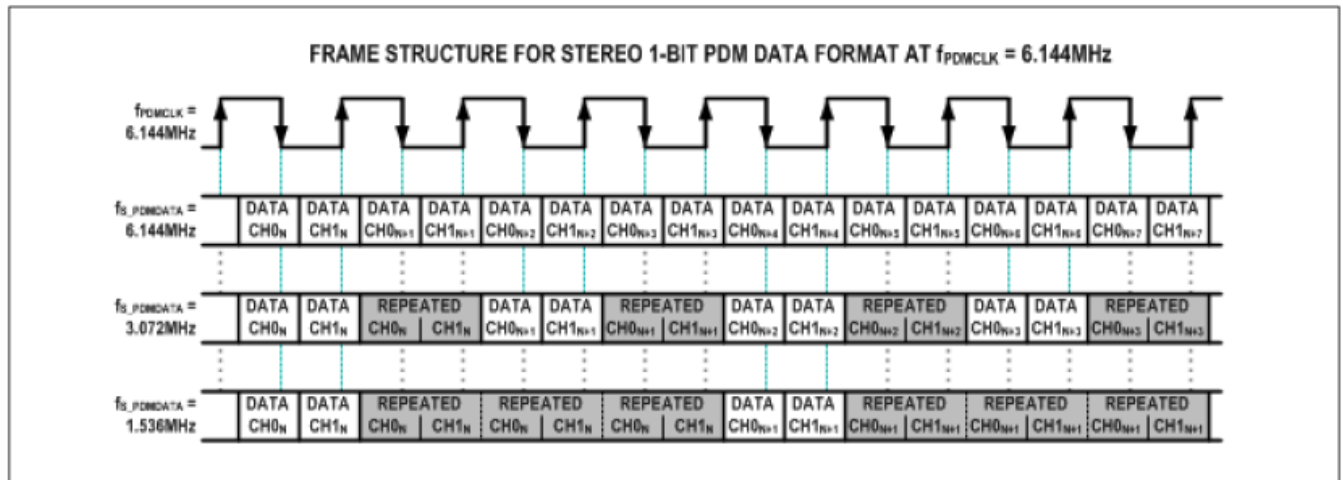 FRAME STRUCTURE FOR STEREO 1-BIT PDM DATA FORMAT AT fPDMCLK = 6.144MHz
fPDMCLK =
6.144MHz
fS_PDMDATA =
6.144MHz
DATA DATA DATA DATA DATA DATA DATA DATA DATA DATA DATA DATA DATA DATA DATA DATA
CH0N CH1N CH0N+1 CH1N+1 CH0N+2 CH1N+2 CH0N+3 CH1N+3 CH0N+4 CH1N+4 CH0N+5 CH1N+5 CH0N+6 CH1N+6 CH0N+7 CH1N+7
fS_PDMDATA =
3.072MHz
DATA DATA REPEATED DATA DATA REPEATED DATA DATA REPEATED DATA DATA REPEATED
CH0N CH1N CH0N CH1N CH0N+1 CH1N+1 CH0N+1 CH1N+1 CH0N+2 CH1N+2 CH0N+2 CH1N+2 CH0N+3 CH1N+3 CH0N+3 CH1N+3
fS_PDMDATA =
1.536MHz
DATA DATA REPEATED REPEATED REPEATED DATA DATA REPEATED REPEATED REPEATED
CH0N CH1N CH0N CH1N CH0N CH1N CH0N CH1N CH0N+1 CH1N+1 CH0N+1 CH1N+1 CH0N+1 CH1N+1 CH0N+1 CH1N+1